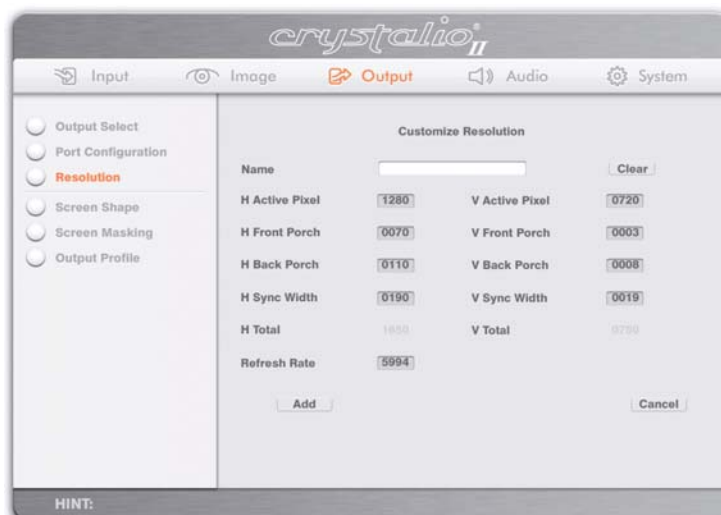 crystalio® II
Input Image Output Audio System
Output Select
Port Configuration
Resolution
Screen Shape
Screen Masking
Output Profile
Customize Resolution
Name Clear
H Active Pixel 1280 V Active Pixel 0720
H Front Porch 0070 V Front Porch 0003
H Back Porch 0110 V Back Porch 0008
H Sync Width 0190 V Sync Width 0019
H Total 1650 V Total 0750
Refresh Rate 5994
Add Cancel
HINT: